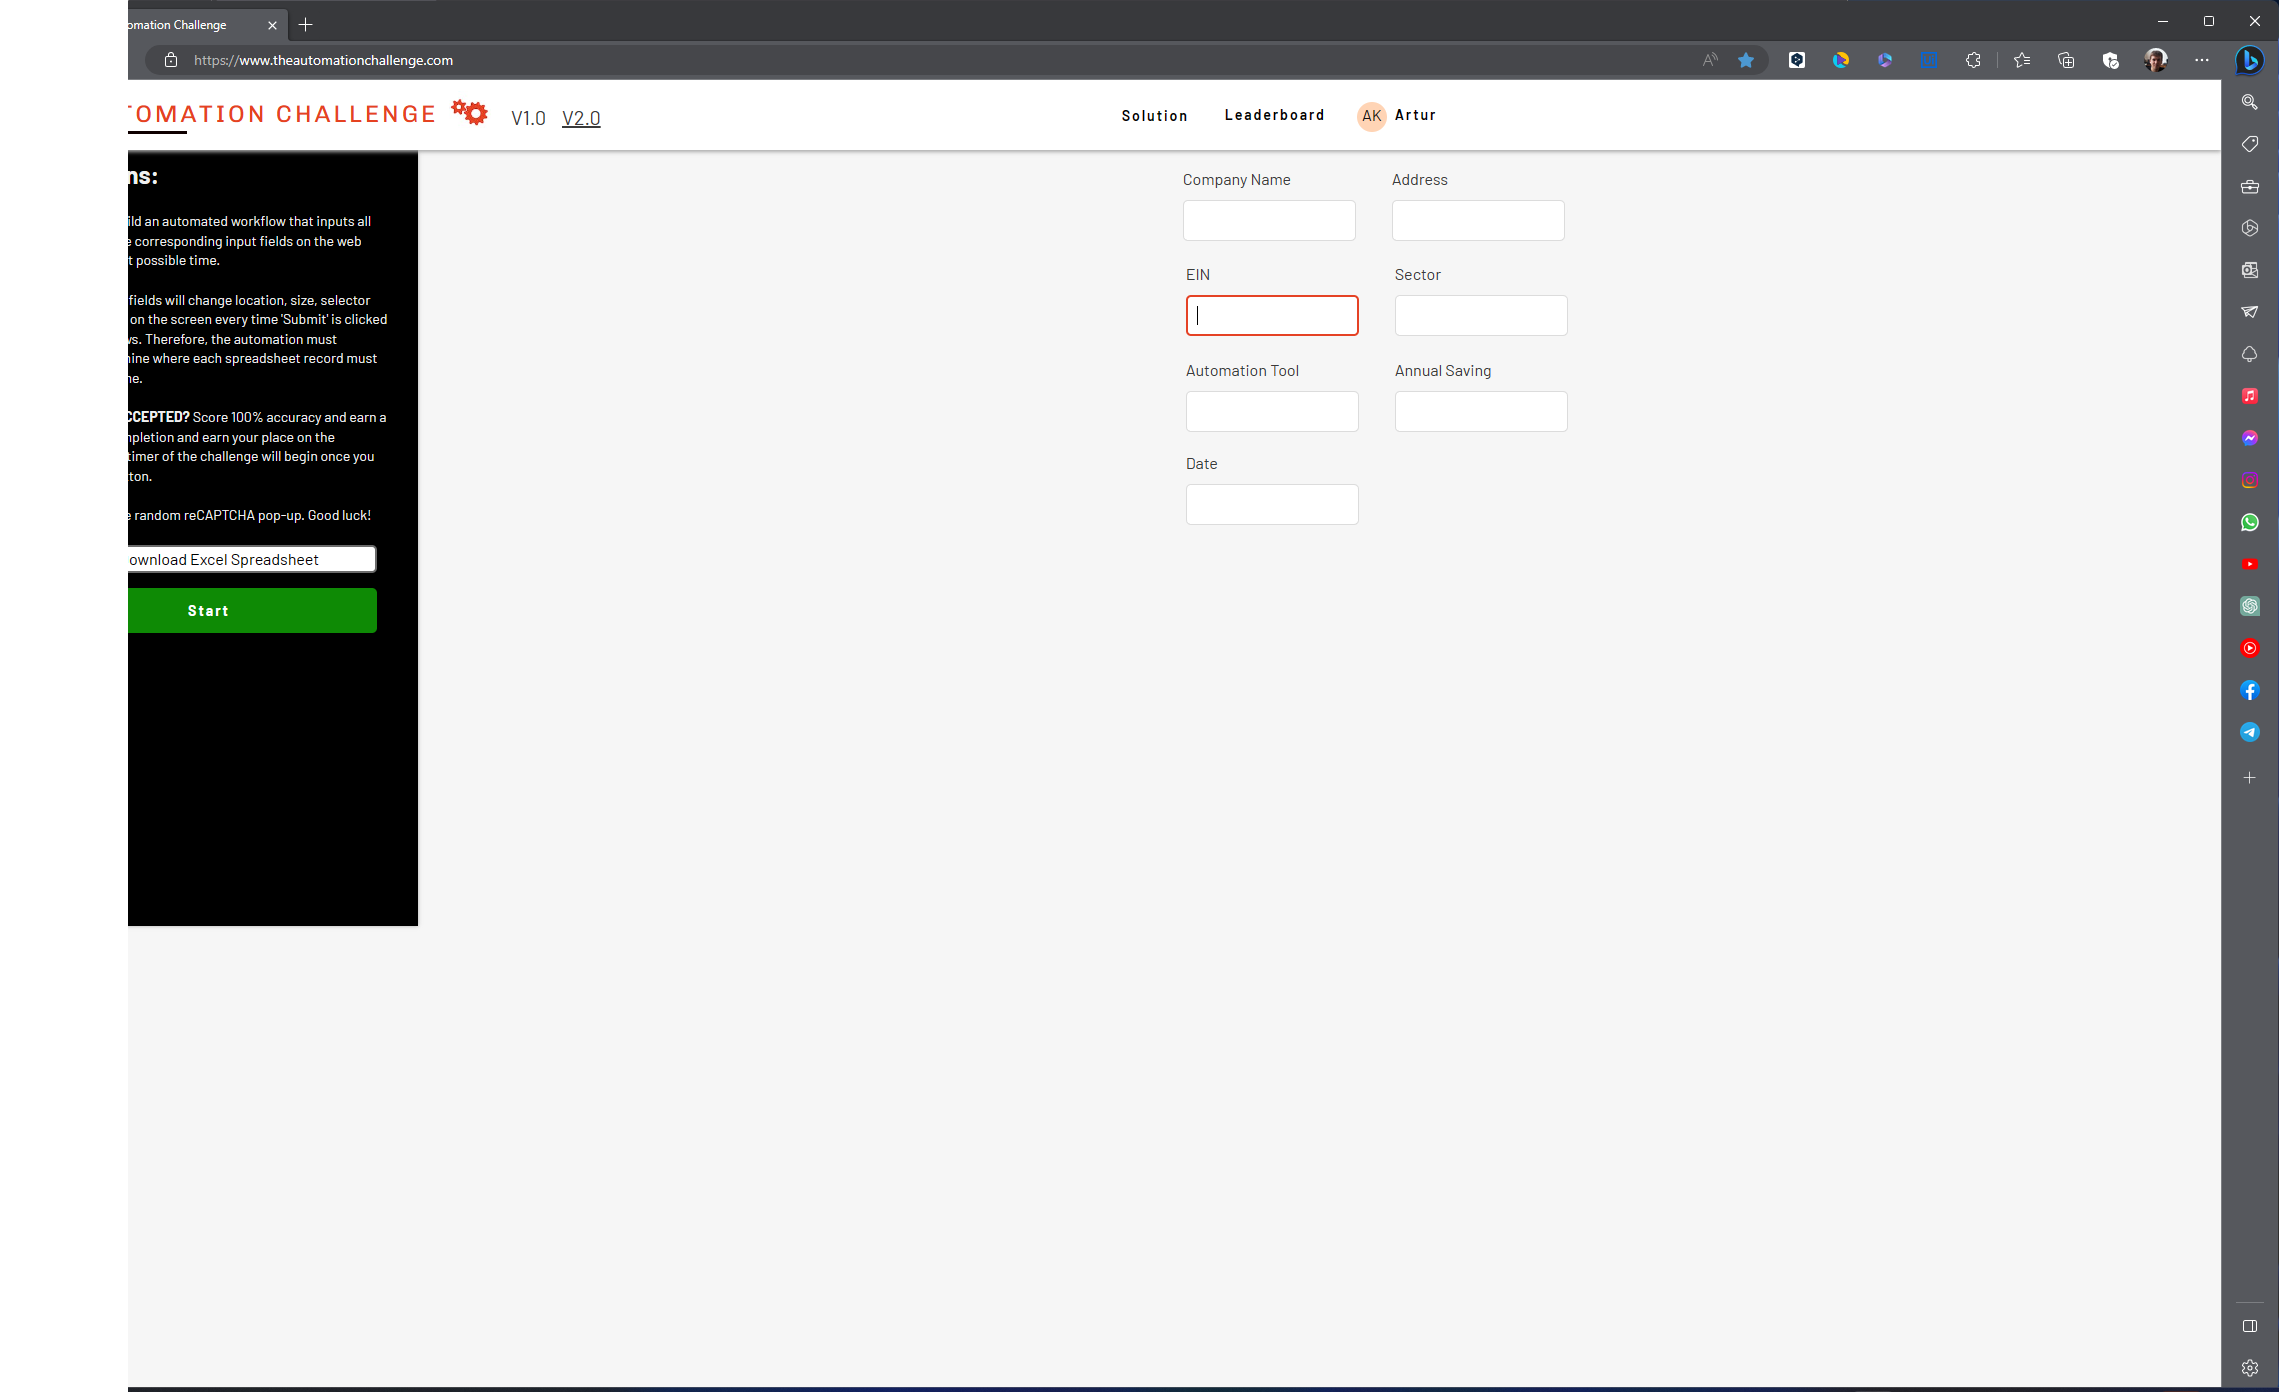 omation Challenge
https://www.theautomationchallenge.com
TOMATION CHALLENGE V1.0 V2.0
Solution Leaderboard AK Artur
ns:
ild an automated workflow that inputs all
e corresponding input fields on the web
t possible time.
fields will change location, size, selector
on the screen every time 'Submit' is clicked
ws. Therefore, the automation must
nine where each spreadsheet record must
ne.
CCEPTED? Score 100% accuracy and earn a
npletion and earn your place on the
timer of the challenge will begin once you
tton.
e random reCAPTCHA pop-up. Good luck!
ownload Excel Spreadsheet
Start
Company Name Address
EIN Sector
Automation Tool Annual Saving
Date